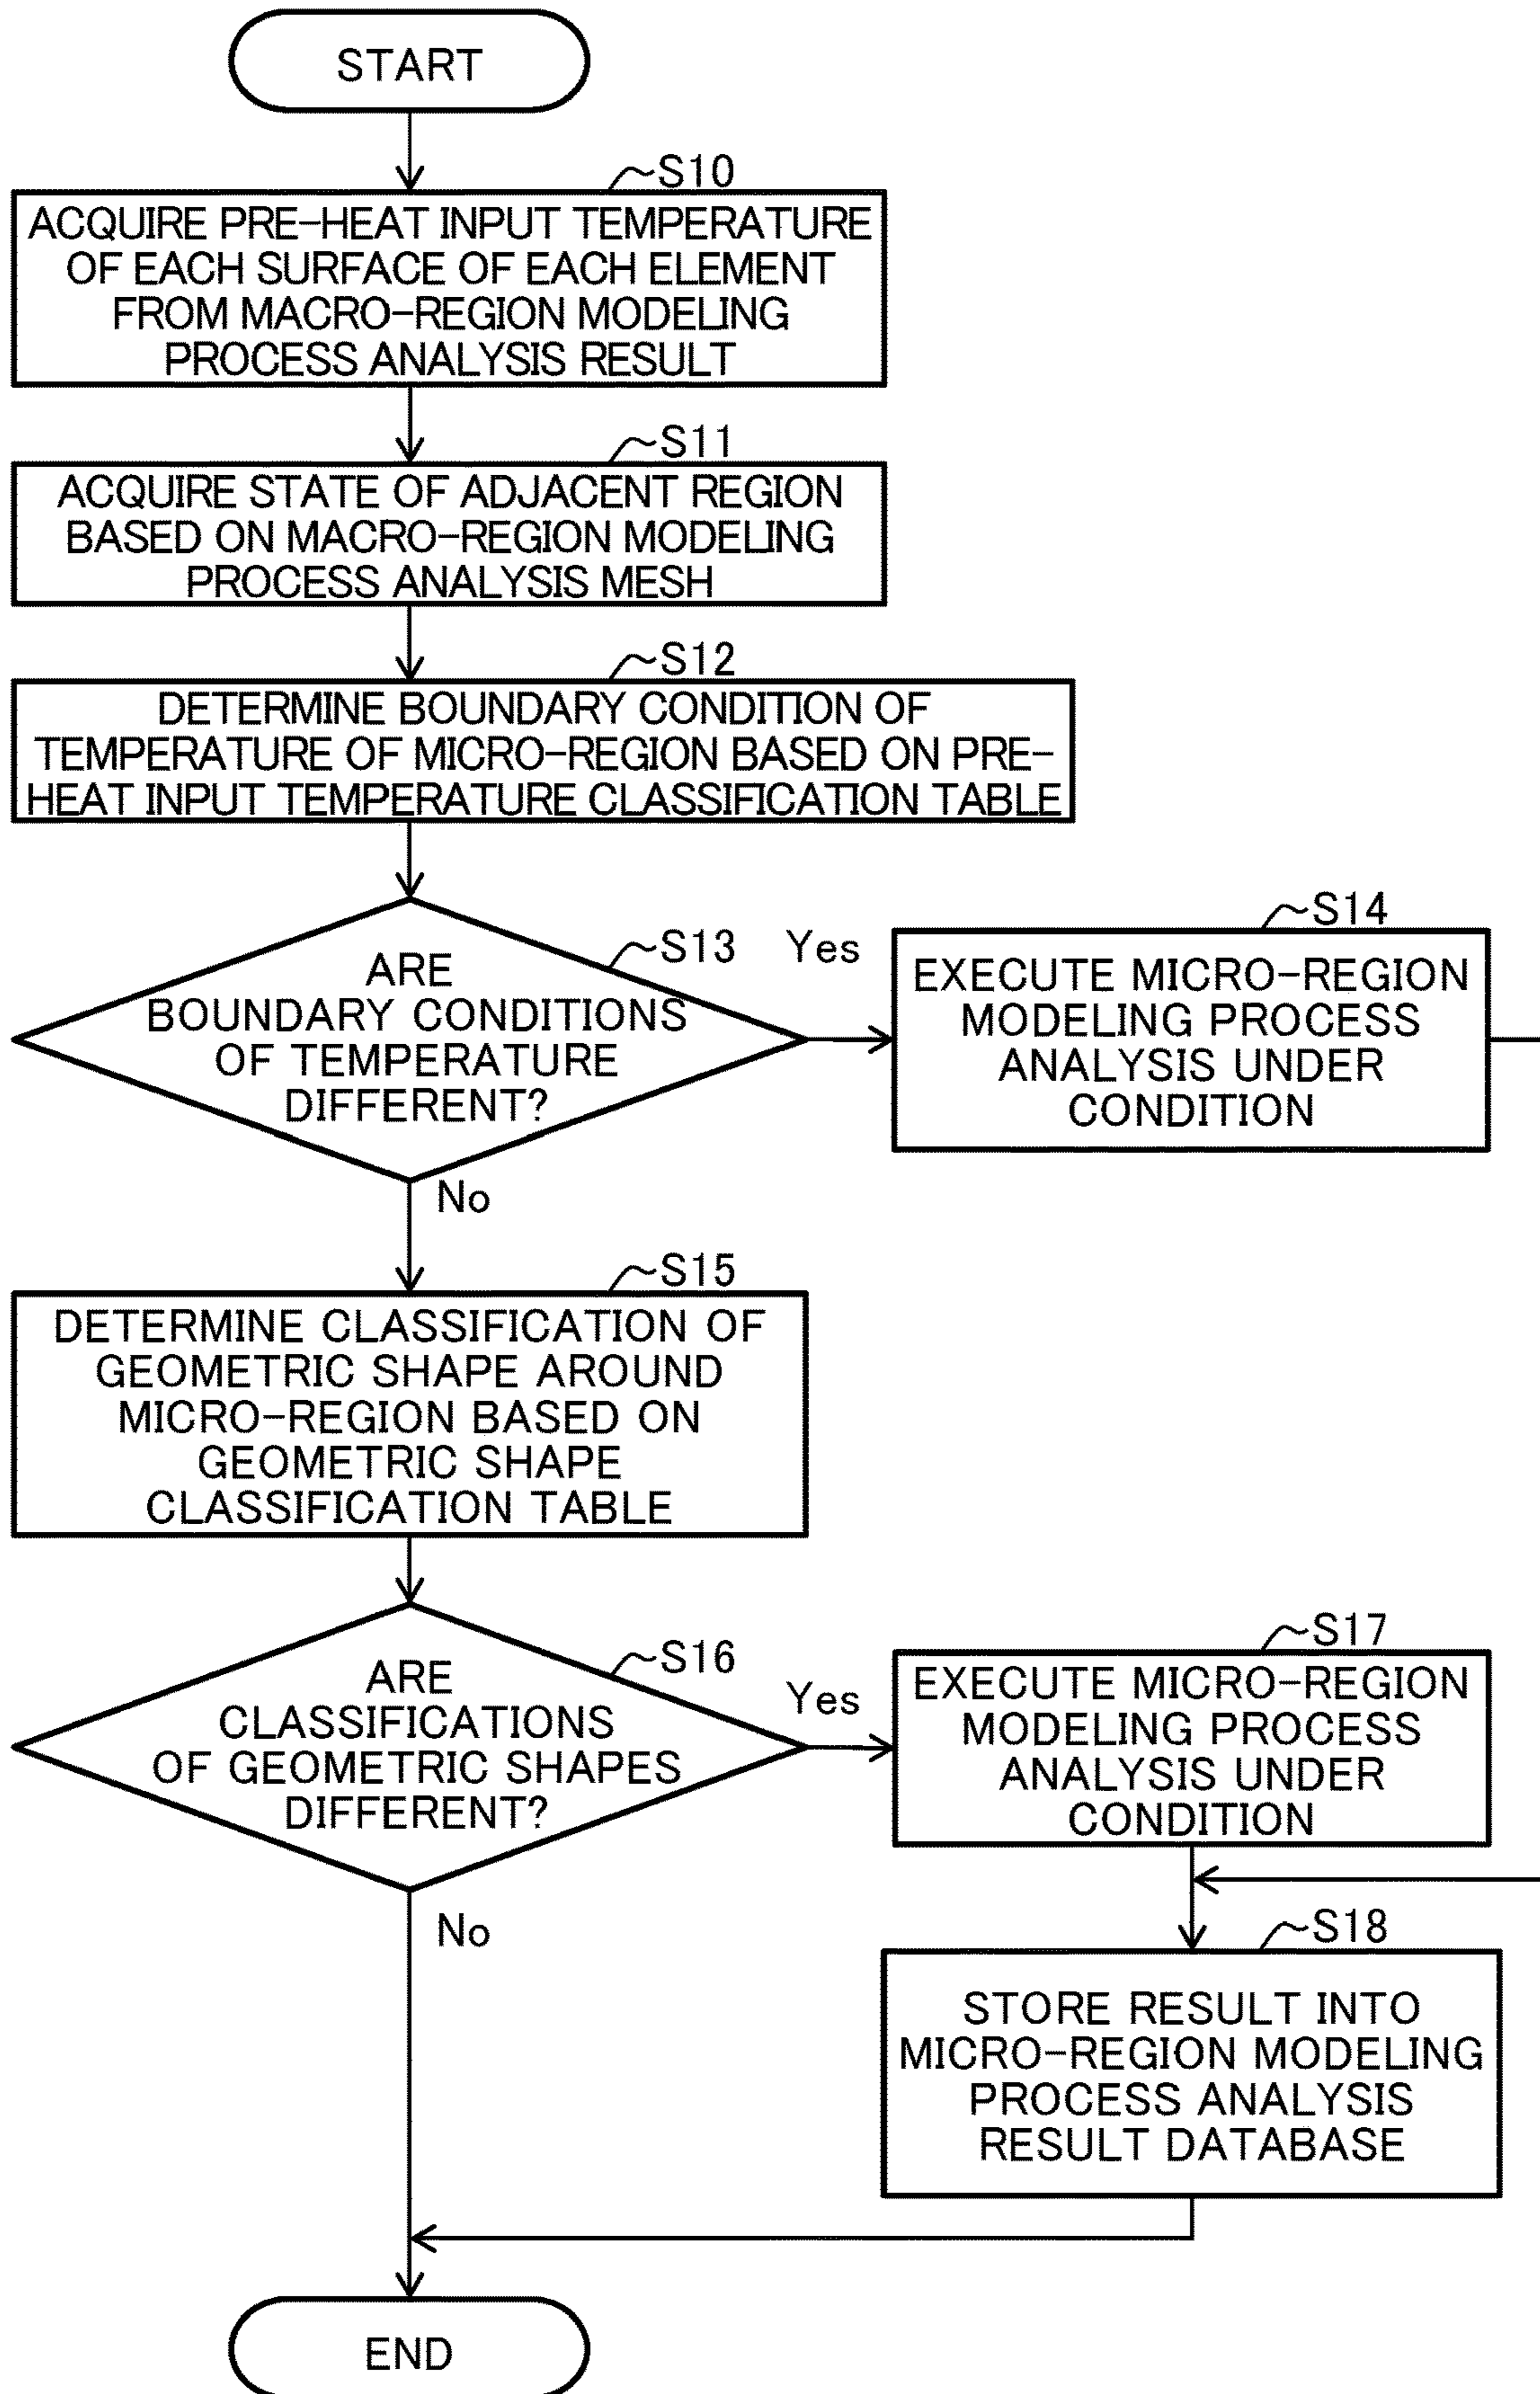 START
S10
ACQUIRE PRE-HEAT INPUT TEMPERATURE
OF EACH SURFACE OF EACH ELEMENT
FROM MACRO-REGION MODELING
PROCESS ANALYSIS RESULT
S11
ACQUIRE STATE OF ADJACENT REGION
BASED ON MACRO-REGION MODELING
PROCESS ANALYSIS MESH
S12
DETERMINE BOUNDARY CONDITION OF
TEMPERATURE OF MICRO-REGION BASED ON PRE-
HEAT INPUT TEMPERATURE CLASSIFICATION TABLE
S13
ARE
BOUNDARY CONDITIONS
OF TEMPERATURE
DIFFERENT?
Yes
S14
EXECUTE MICRO-REGION
MODELING PROCESS
ANALYSIS UNDER
CONDITION
No
S15
DETERMINE CLASSIFICATION OF
GEOMETRIC SHAPE AROUND
MICRO-REGION BASED ON
GEOMETRIC SHAPE
CLASSIFICATION TABLE
S16
ARE
CLASSIFICATIONS
OF GEOMETRIC SHAPES
DIFFERENT?
Yes
S17
EXECUTE MICRO-REGION
MODELING PROCESS
ANALYSIS UNDER
CONDITION
No
S18
STORE RESULT INTO
MICRO-REGION MODELING
PROCESS ANALYSIS
RESULT DATABASE
END